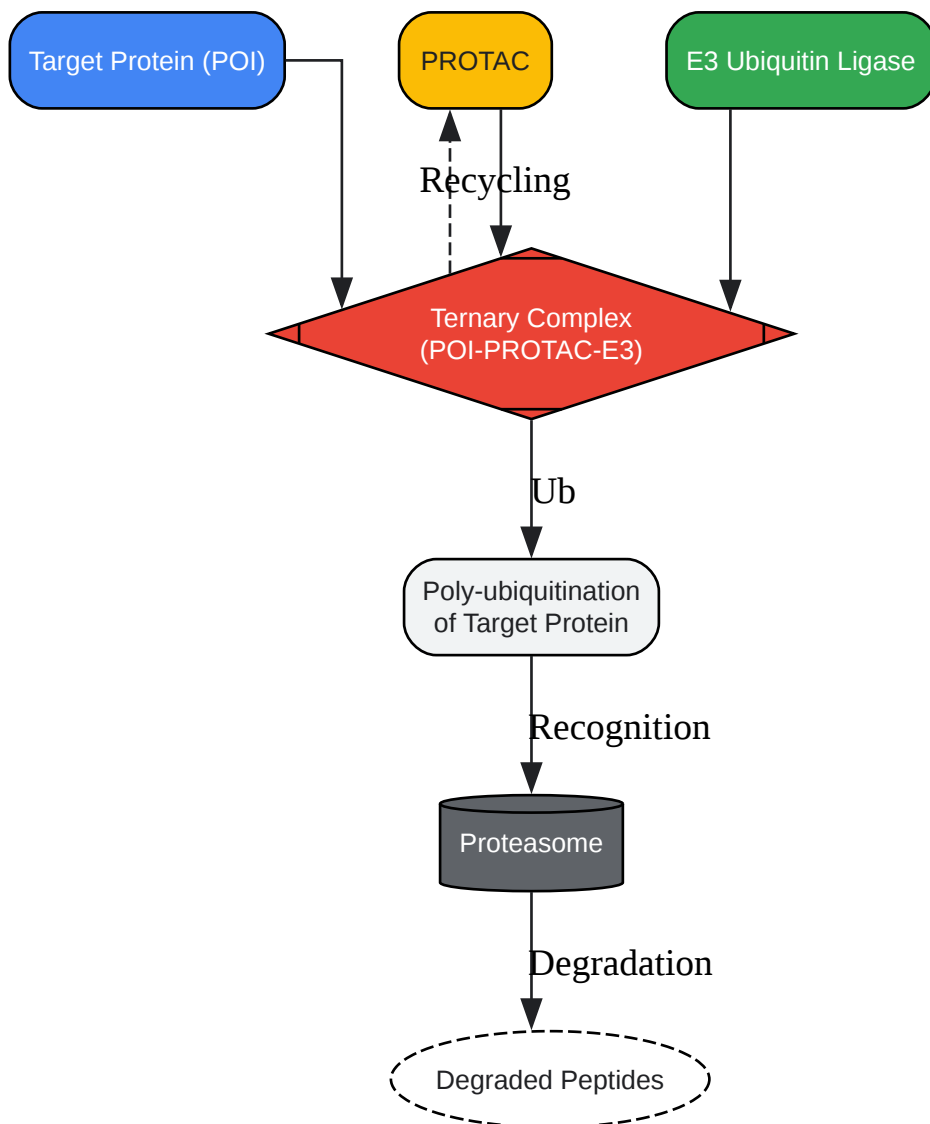 Target Protein (POI)
PROTAC
E3 Ubiquitin Ligase
Recycling
Ternary Complex
(POI-PROTAC-E3)
Ub
Poly-ubiquitination
of Target Protein
Recognition
Proteasome
Degradation
Degraded Peptides